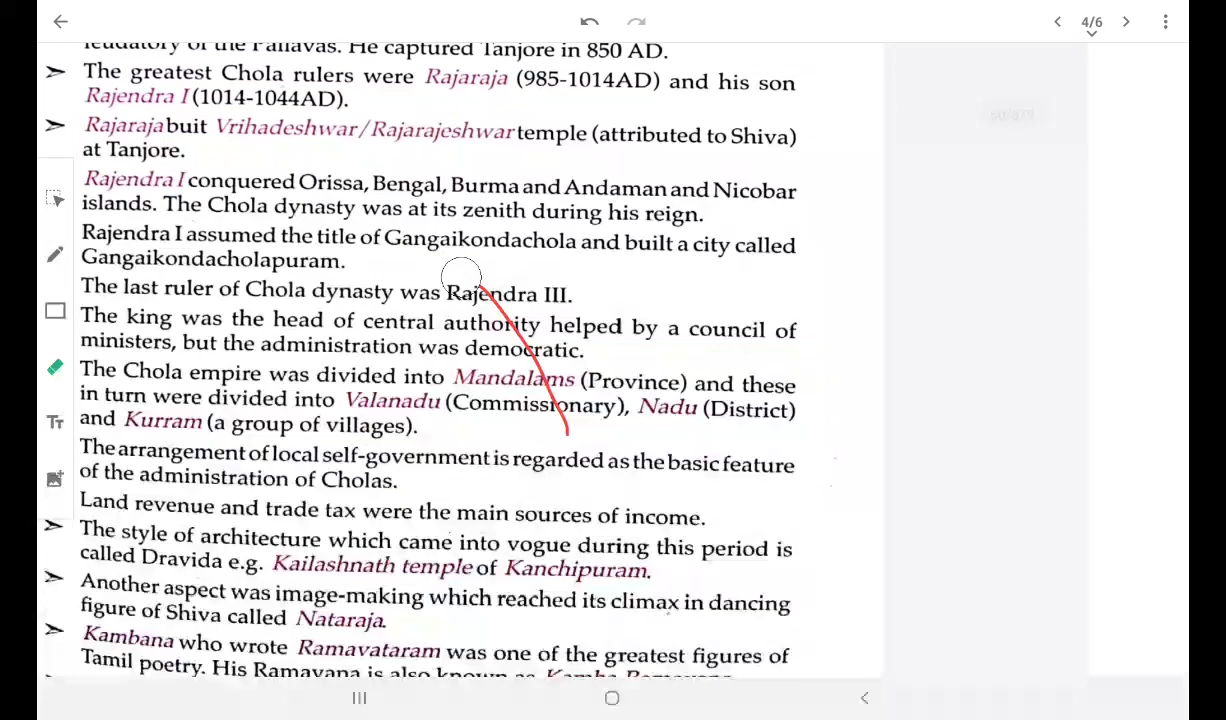 4/6
feudatory of the Pallavas. He captured Tanjore in 850 AD.
➢ The greatest Chola rulers were Rajaraja (985-1014AD) and his son
Rajendra I (1014-1044AD).
➢ Rajaraja buit Vrihadeshwar/Rajarajeshwar temple (attributed to Shiva)
at Tanjore.
Rajendra I conquered Orissa, Bengal, Burma and Andaman and Nicobar
islands. The Chola dynasty was at its zenith during his reign.
Rajendra I assumed the title of Gangaikondachola and built a city called
Gangaikondacholapuram.
The last ruler of Chola dynasty was Rajendra III.
The king was the head of central authority helped by a council of
ministers, but the administration was democratic.
The Chola empire was divided into Mandalams (Province) and these
in turn were divided into Valanadu (Commissionary), Nadu (District)
and Kurram (a group of villages).
Tт
The arrangement of local self-government is regarded as the basic feature
of the administration of Cholas.
Land revenue and trade tax were the main sources of income.
➢ The style of architecture which came into vogue during this period is
called Dravida e.g. Kailashnath temple of Kanchipuram.
➢ Another aspect was image-making which reached its climax in dancing
figure of Shiva called Nataraja.
➢ Kambana who wrote Ramavataram was one of the greatest figures of
Tamil poetry. His Ramayana is also known as Kamba Ramayana.